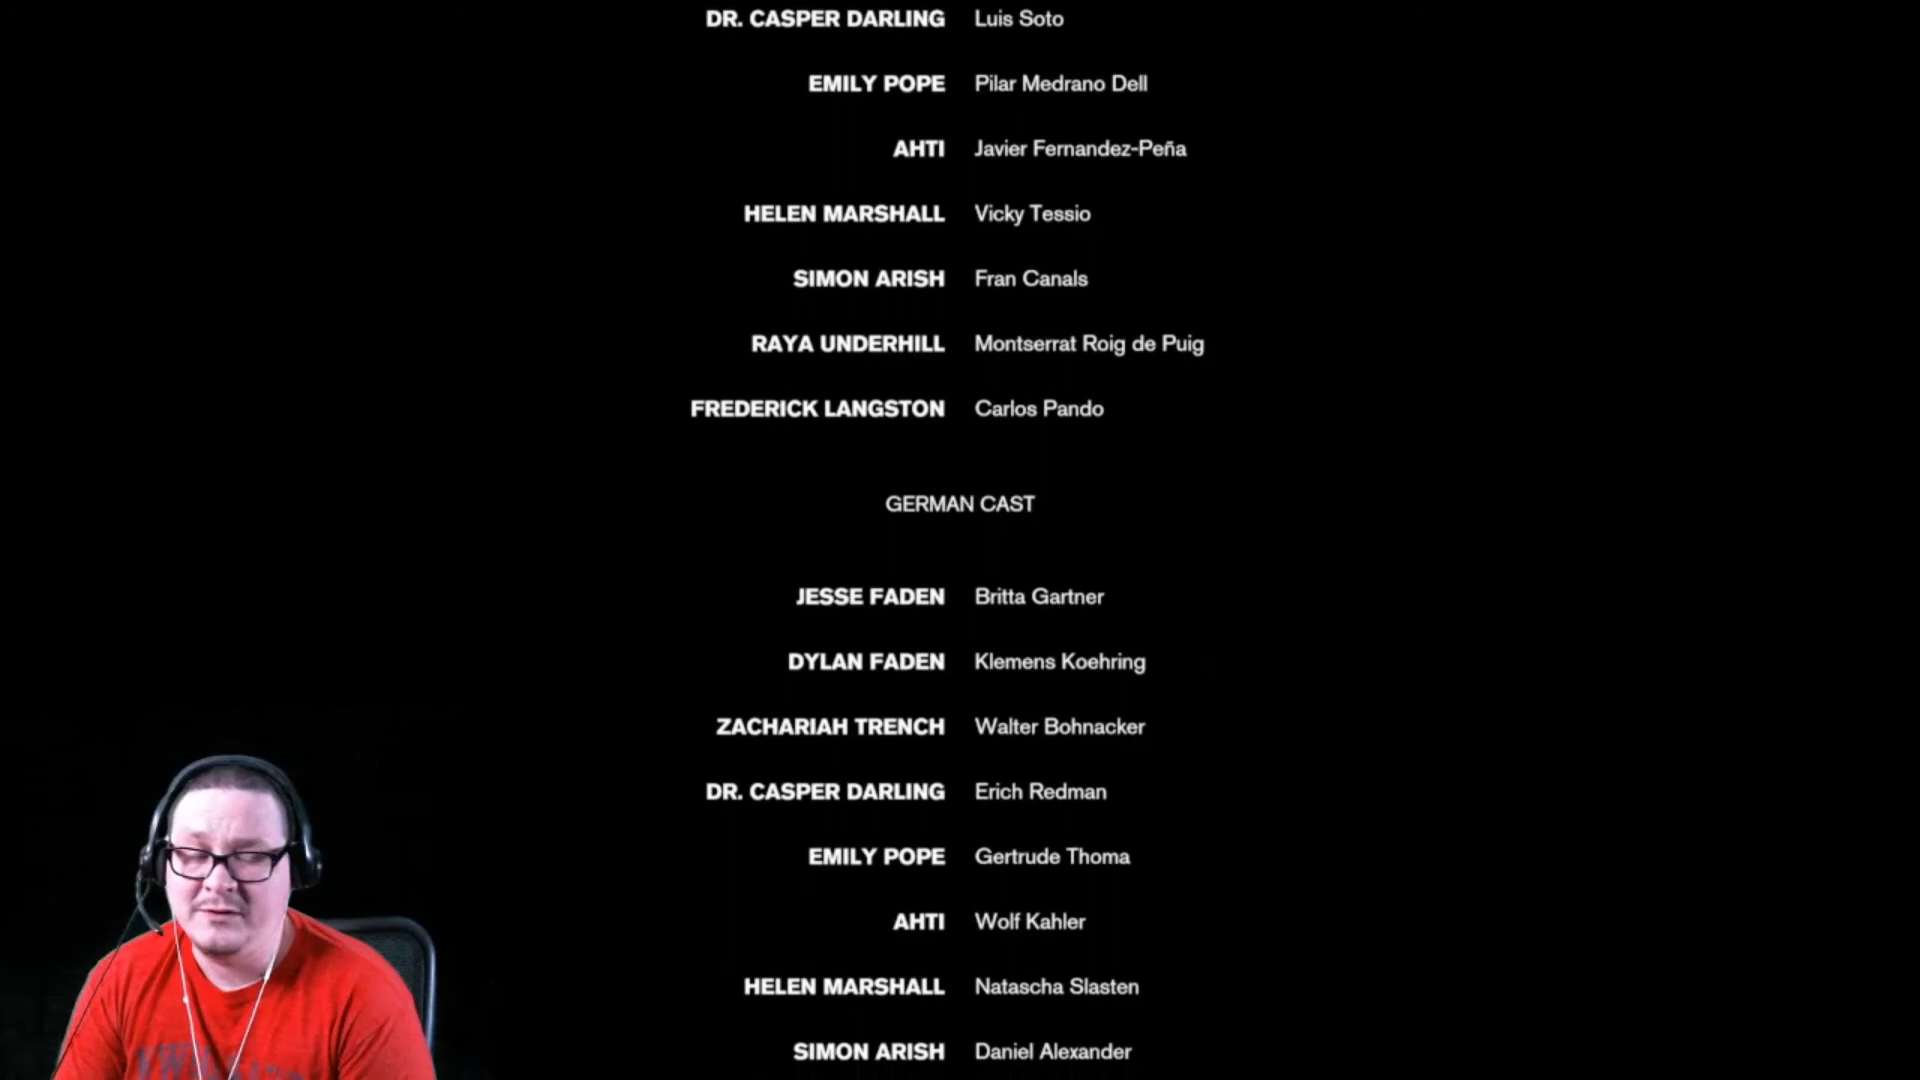 DR. CASPER DARLING Luis Soto
EMILY POPE Pilar Medrano Dell
AHTI Javier Fernandez-Peña
HELEN MARSHALL Vicky Tessio
SIMON ARISH Fran Canals
RAYA UNDERHILL Montserrat Roig de Puig
FREDERICK LANGSTON Carlos Pando
GERMAN CAST
JESSE FADEN Britta Gartner
DYLAN FADEN Klemens Koehring
ZACHARIAH TRENCH Walter Bohnacker
DR. CASPER DARLING Erich Redman
EMILY POPE Gertrude Thoma
AHTI Wolf Kahler
HELEN MARSHALL Natascha Slasten
SIMON ARISH Daniel Alexander